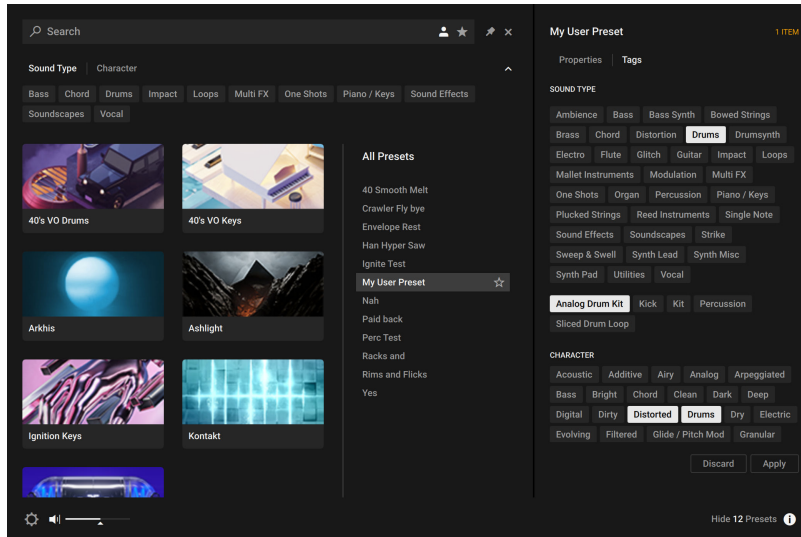 Search
Sound Type Character
Bass Chord Drums Impact Loops Multi FX One Shots Piano / Keys Sound Effects
Soundscapes Vocal
40's VO Drums
40's VO Keys
Arkhis
Ashlight
Ignition Keys
Kontakt
All Presets
40 Smooth Melt
Crawler Fly bye
Envelope Rest
Han Hyper Saw
Ignite Test
My User Preset
Nah
Paid back
Perc Test
Racks and
Rims and Flicks
Yes
My User Preset 1 ITEM
Properties Tags
SOUND TYPE
Ambience Bass Bass Synth Bowed Strings
Brass Chord Distortion Drums Drumsynth
Electro Flute Glitch Guitar Impact Loops
Mallet Instruments Modulation Multi FX
One Shots Organ Percussion Piano / Keys
Plucked Strings Reed Instruments Single Note
Sound Effects Soundscapes Strike
Sweep & Swell Synth Lead Synth Misc
Synth Pad Utilities Vocal
Analog Drum Kit Kick Kit Percussion
Sliced Drum Loop
CHARACTER
Acoustic Additive Airy Analog Arpeggiated
Bass Bright Chord Clean Dark Deep
Digital Dirty Distorted Drums Dry Electric
Evolving Filtered Glide / Pitch Mod Granular
Discard Apply
Hide 12 Presets